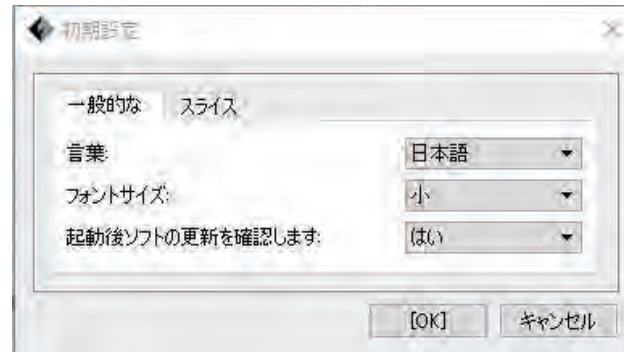 初期設定
一般的な スライス
言葉: 日本語
フォントサイズ: 小
起動後ソフトの更新を確認します: はい
[OK] キャンセル